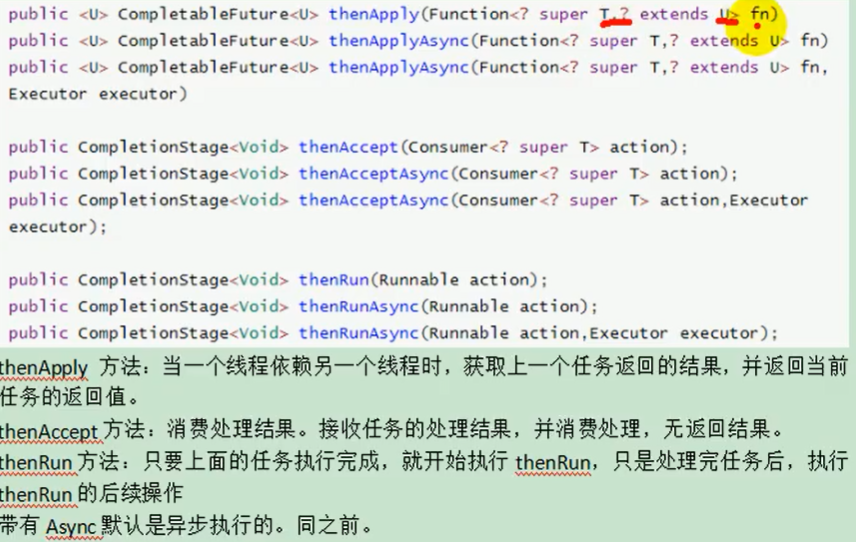 public <U> CompletableFuture<U> thenApply(Function<? super T,? extends U> fn)
public <U> CompletableFuture<U> thenApplyAsync(Function<? super T,? extends U> fn)
public <U> CompletableFuture<U> thenApplyAsync(Function<? super T,? extends U> fn,
Executor executor)
public CompletionStage<Void> thenAccept(Consumer<? super T> action);
public CompletionStage<Void> thenAcceptAsync(Consumer<? super T> action);
public CompletionStage<Void> thenAcceptAsync(Consumer<? super T> action,Executor
executor);
public CompletionStage<Void> thenRun(Runnable action);
public CompletionStage<Void> thenRunAsync(Runnable action);
public CompletionStage<Void> thenRunAsync(Runnable action,Executor executor);
thenApply 方法：当一个线程依赖另一个线程时，获取上一个任务返回的结果，并返回当前
任务的返回值。
thenAccept 方法：消费处理结果。接收任务的处理结果，并消费处理，无返回结果。
thenRun 方法：只要上面的任务执行完成，就开始执行 thenRun，只是处理完任务后，执行
thenRun 的后续操作
带有 Async 默认是异步执行的。同之前。